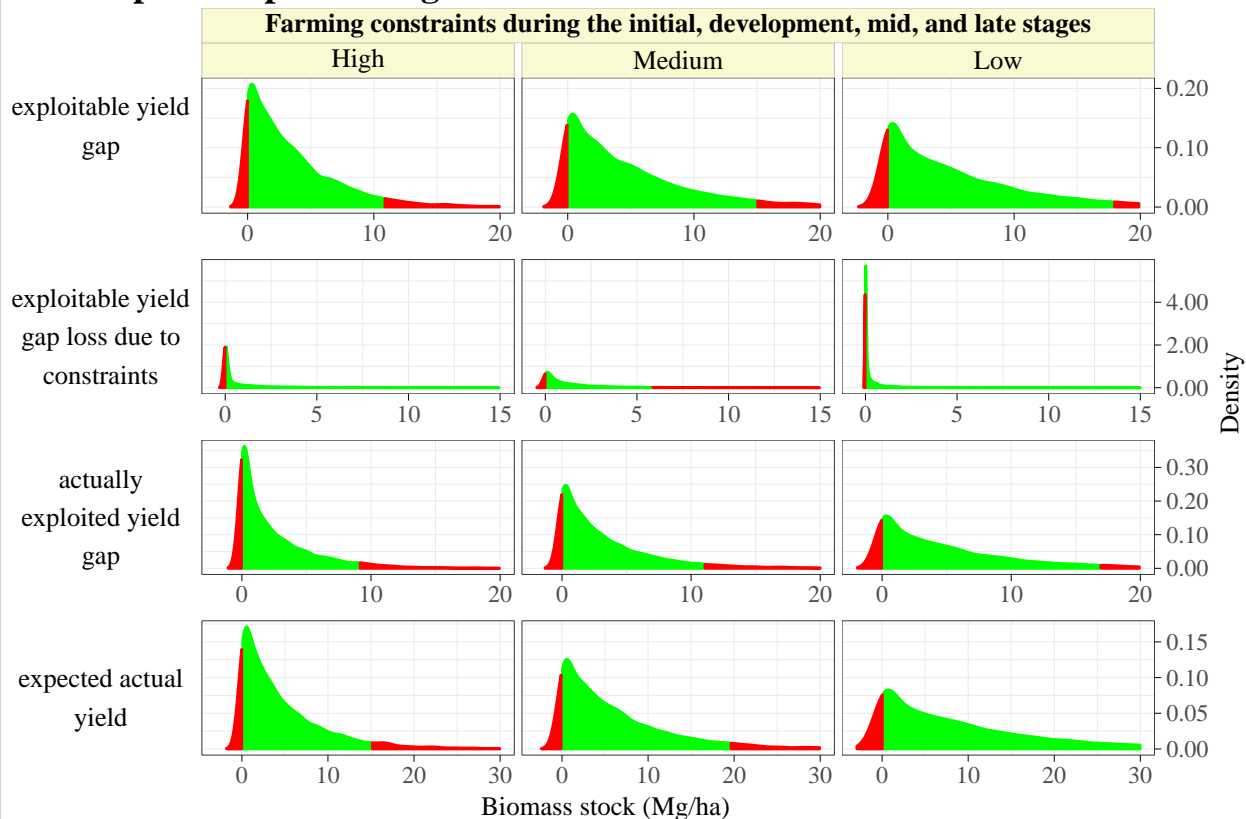 Farming constraints during the initial, development, mid, and late stages
High Medium Low
exploitable yield
gap
0.20
0.10
0.00
0 10 20 0 10 20 0 10 20
exploitable yield
gap loss due to
constraints
4.00
2.00
0.00
0 5 10 15 0 5 10 15 0 5 10 15
Density
actually
exploited yield
gap
0.30
0.20
0.10
0.00
0 10 20 0 10 20 0 10 20
expected actual
yield
0.15
0.10
0.05
0.00
0 10 20 30 0 10 20 30 0 10 20 30
Biomass stock (Mg/ha)